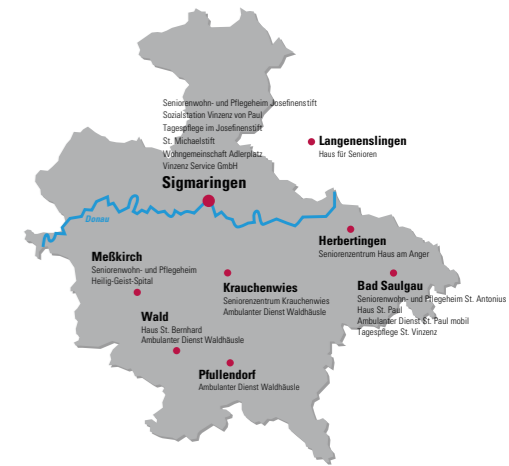 Seniorenwohn- und Pflegeheim Josefinenstift
Sozialstation Vinzenz von Paul
Tagespflege im Josefinenstift
St. Michaelstift
Wohngemeinschaft Adlerplatz
Vinzenz Service GmbH
Sigmaringen
Langenenslingen
Haus für Senioren
Donau
Herbertingen
Seniorenzentrum Haus am Anger
Meßkirch
Seniorenwohn- und Pflegeheim
Heilig-Geist-Spital
Krauchenwies
Seniorenzentrum Krauchenwies
Ambulanter Dienst Waldhäusle
Bad Saulgau
Seniorenwohn- und Pflegeheim St. Antonius
Haus St. Paul
Ambulanter Dienst St. Paul mobil
Tagespflege St. Vinzenz
Wald
Haus St. Bernhard
Ambulanter Dienst Waldhäusle
Pfullendorf
Ambulanter Dienst Waldhäusle